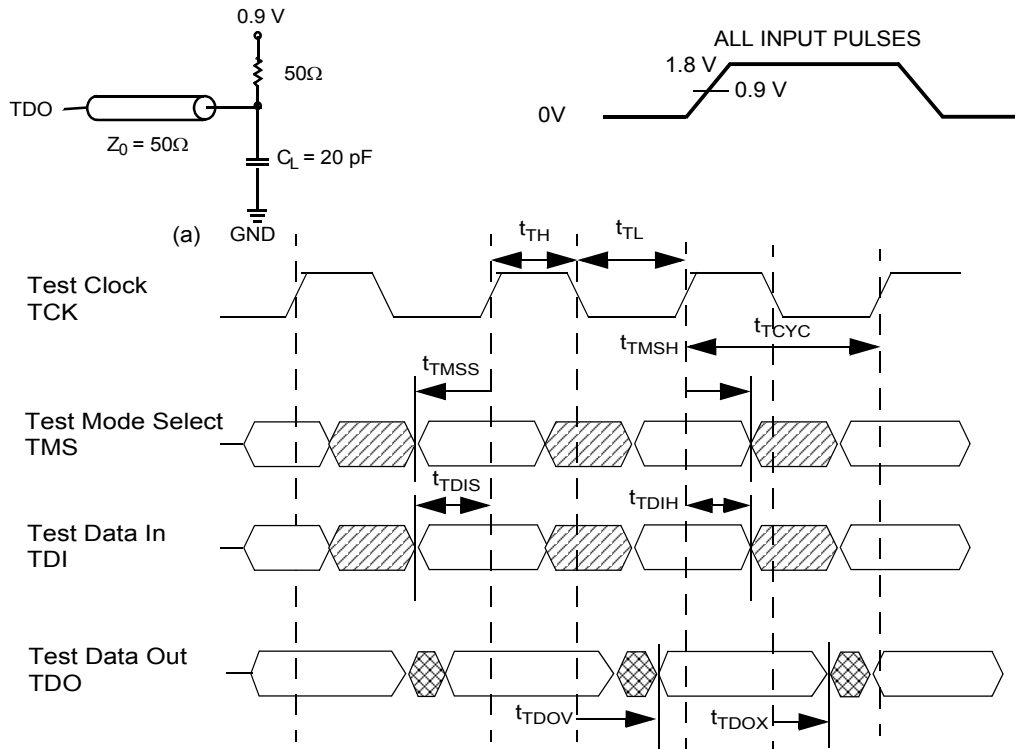 0.9 V
50Ω
TDO
Z0 = 50Ω
CL = 20 pF
(a) GND
ALL INPUT PULSES
1.8 V
0.9 V
0V
tTH
tTL
Test Clock
TCK
tTCYC
tTMSH
tTMSS
Test Mode Select
TMS
tTDIS
tTDIH
Test Data In
TDI
Test Data Out
TDO
tTDOV
tTDOX